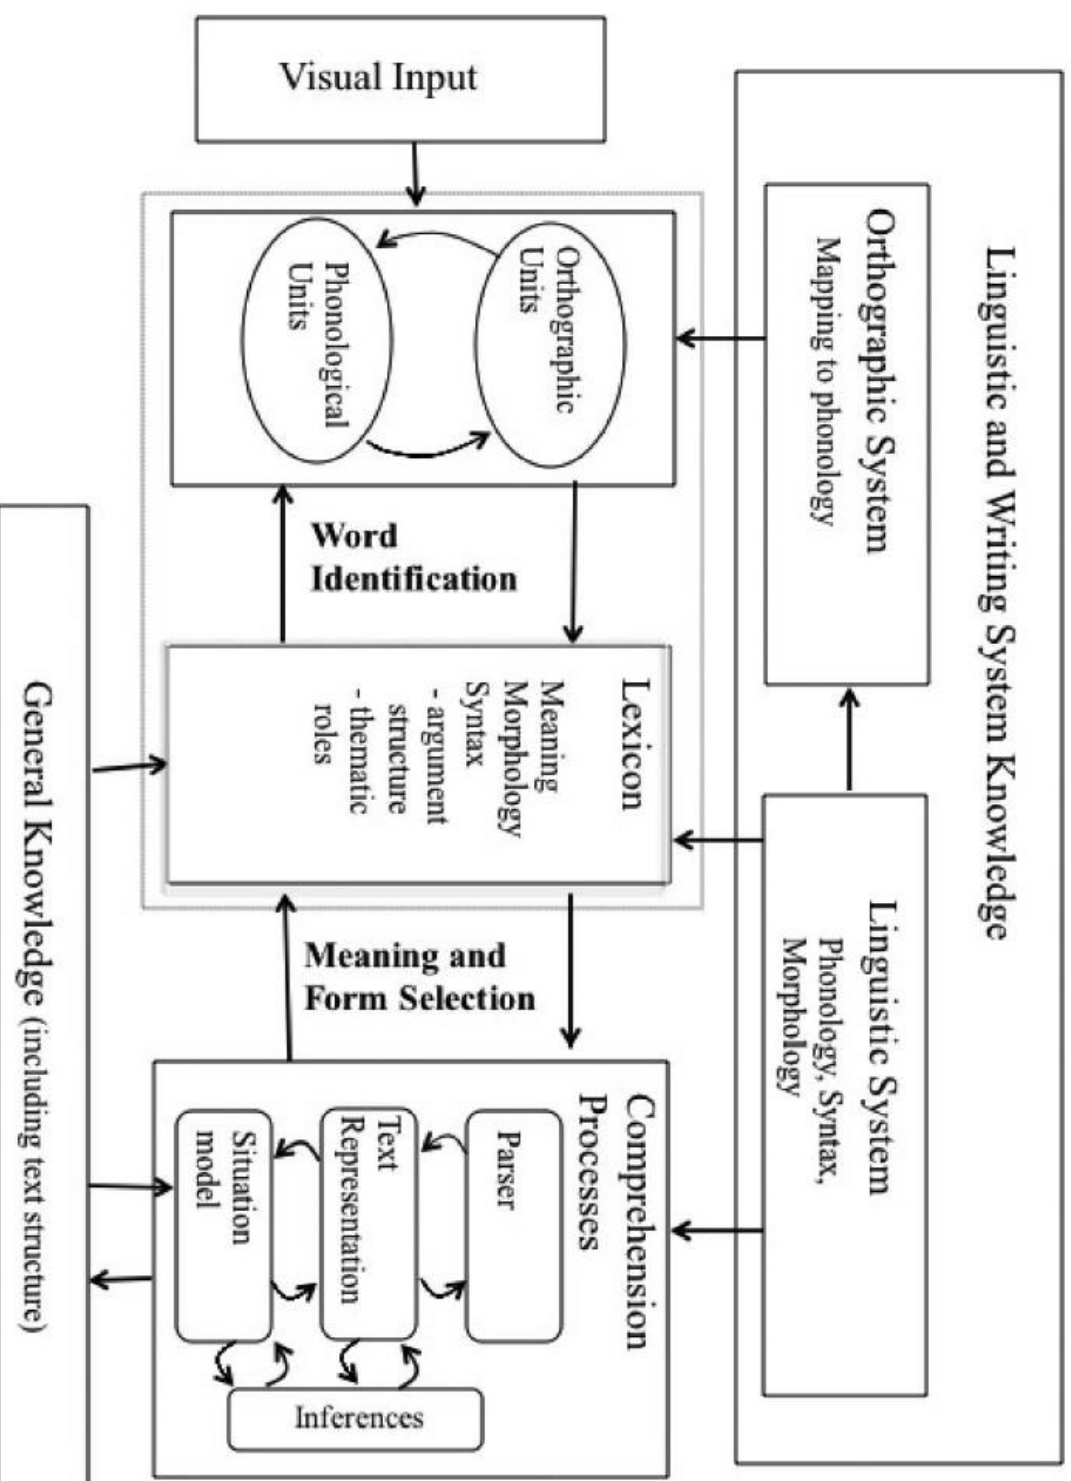 Visual Input
Linguistic and Writing System Knowledge
Orthographic System
Mapping to phonology
Linguistic System
Phonology, Syntax,
Morphology
Orthographic
Units
Phonological
Units
Word
Identification
Lexicon
Meaning
Morphology
Syntax
- argument
structure
- thematic
roles
Meaning and
Form Selection
Comprehension
Processes
Parser
Text
Representation
Situation
model
Inferences
General Knowledge (including text structure)